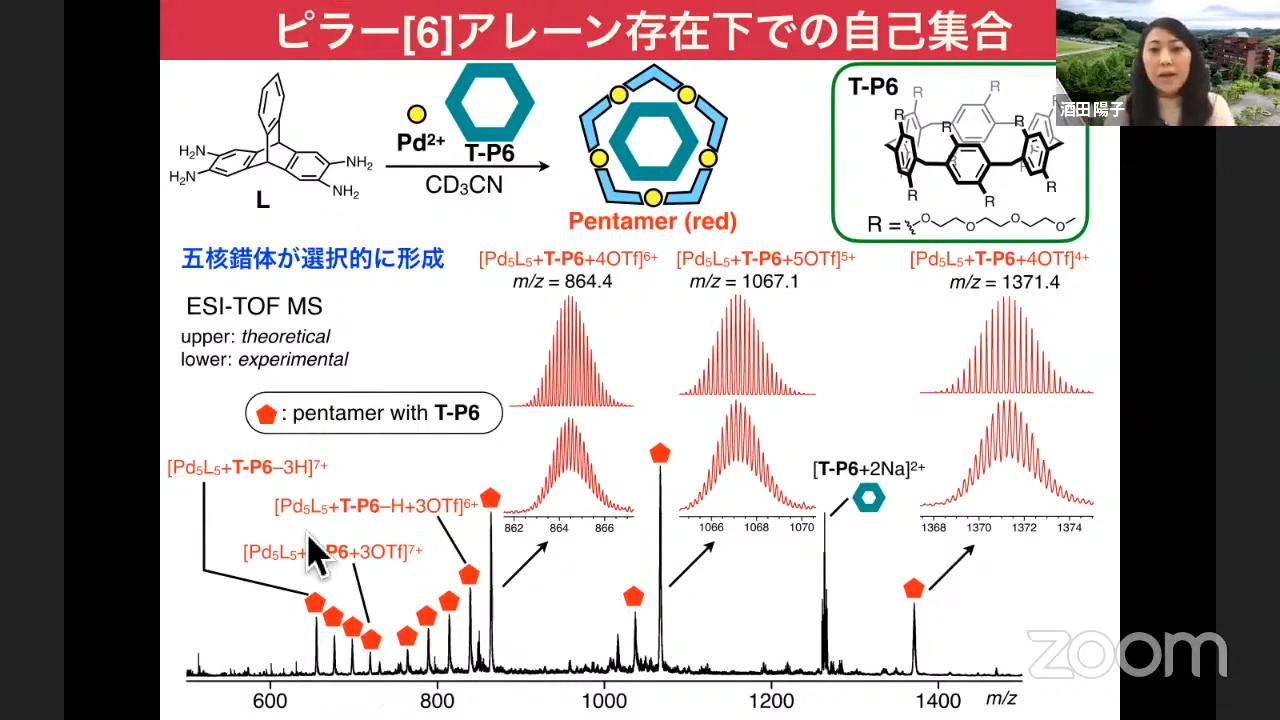 ピラー[6]アレーン存在下での自己集合
酒田 陽子
H₂N
H₂N
NH₂
NH₂
L
Pd²⁺
T-P6
CD₃CN
Pentamer (red)
T-P6
R
R
R
R
R
R
R
R
R
R =
O
O
O
O
五核錯体が選択的に形成
[Pd₅L₅+T-P6+4OTf]⁶⁺
m/z = 864.4
[Pd₅L₅+T-P6+5OTf]⁵⁺
m/z = 1067.1
[Pd₅L₅+T-P6+4OTf]⁴⁺
m/z = 1371.4
ESI-TOF MS
upper: theoretical
lower: experimental
: pentamer with T-P6
[Pd₅L₅+T-P6–3H]⁷⁺
[Pd₅L₅+T-P6–H+3OTf]⁶⁺
[Pd₅L₅+ P6+3OTf]⁷⁺
[T-P6+2Na]²⁺
862 864 866
1066 1068 1070
1368 1370 1372 1374
600 800 1000 1200 1400 m/z
zoom